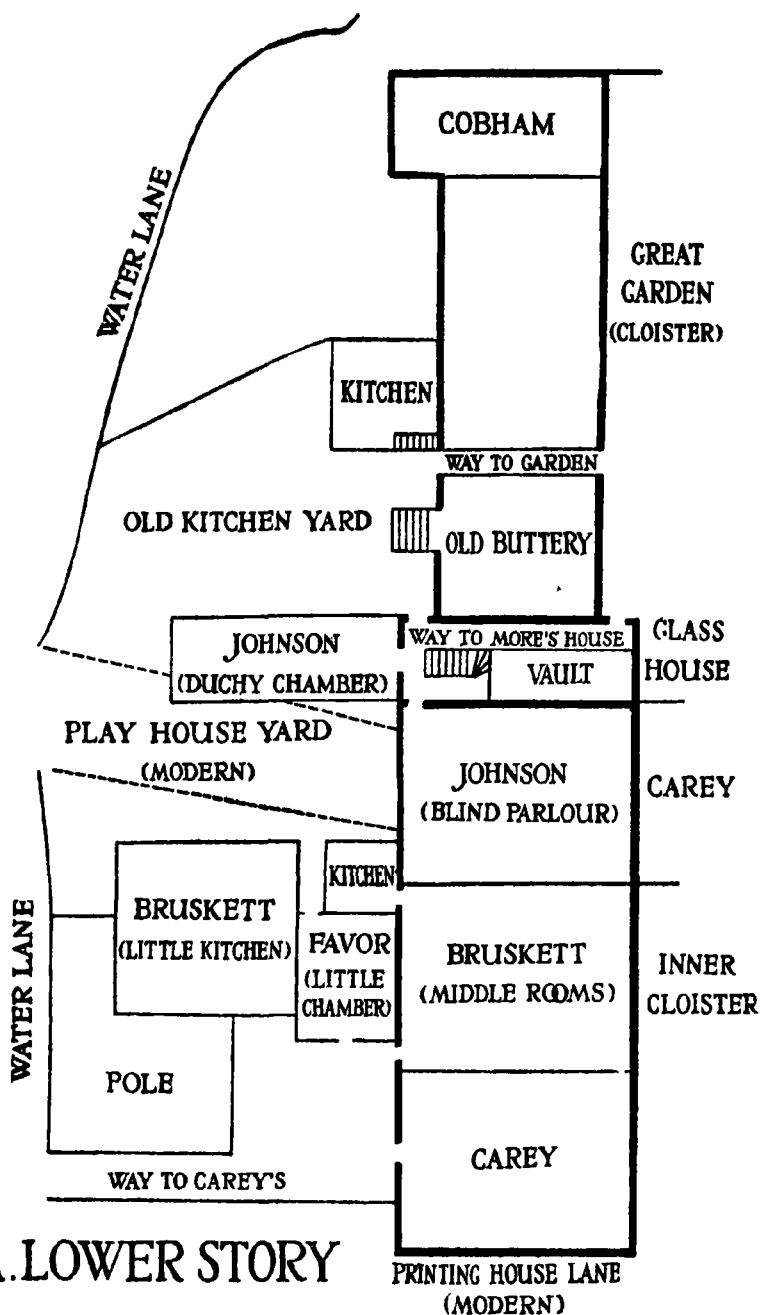 COBHAM
WATER LANE
GREAT
GARDEN
(CLOISTER)
KITCHEN
WAY TO GARDEN
OLD KITCHEN YARD
OLD BUTTERY
JOHNSON
(DUCHY CHAMBER)
WAY TO MORE'S HOUSE
VAULT
GLASS
HOUSE
PLAY HOUSE YARD
(MODERN)
JOHNSON
(BLIND PARLOUR)
CAREY
KITCHEN
BRUSKETT
(LITTLE KITCHEN)
FAVOR
(LITTLE
CHAMBER)
BRUSKETT
(MIDDLE ROOMS)
INNER
CLOISTER
WATER LANE
POLE
CAREY
WAY TO CAREY'S
A. LOWER STORY
PRINTING HOUSE LANE
(MODERN)